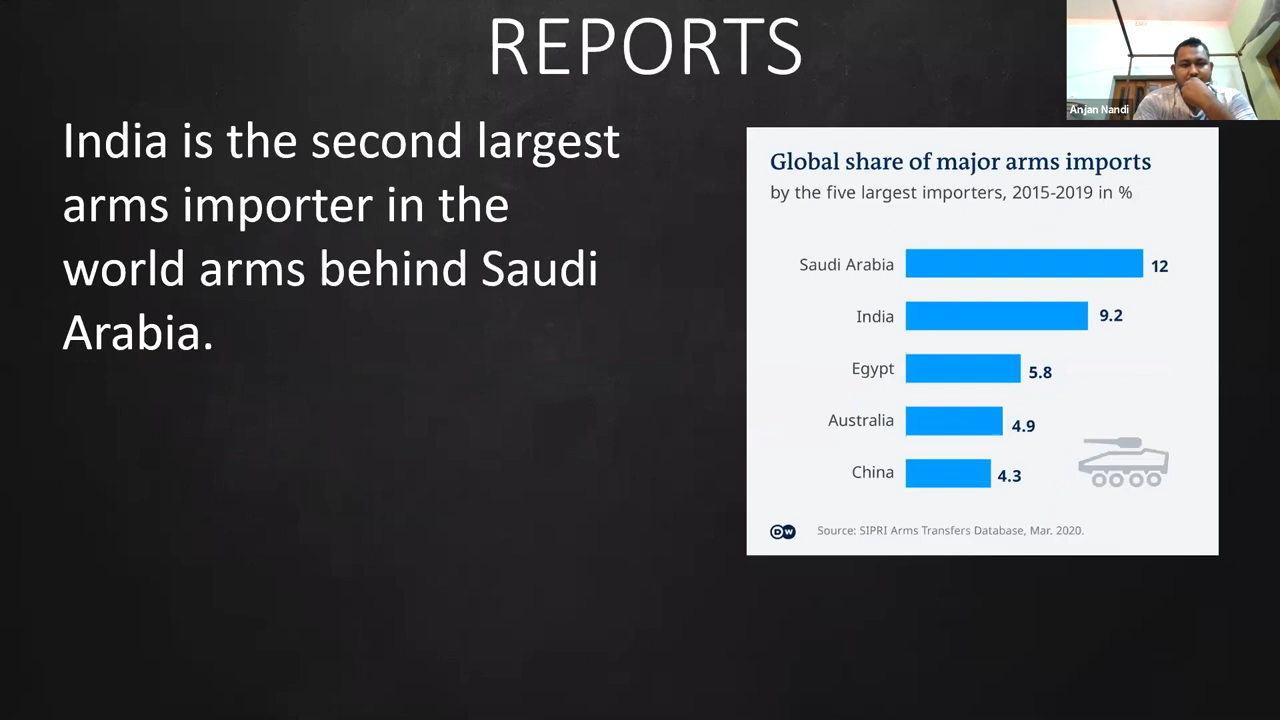 REPORTS
India is the second largest
arms importer in the
world arms behind Saudi
Arabia.
Anjan Nandi
Global share of major arms imports
by the five largest importers, 2015-2019 in %
Saudi Arabia 12
India 9.2
Egypt 5.8
Australia 4.9
China 4.3
DW Source: SIPRI Arms Transfers Database, Mar. 2020.